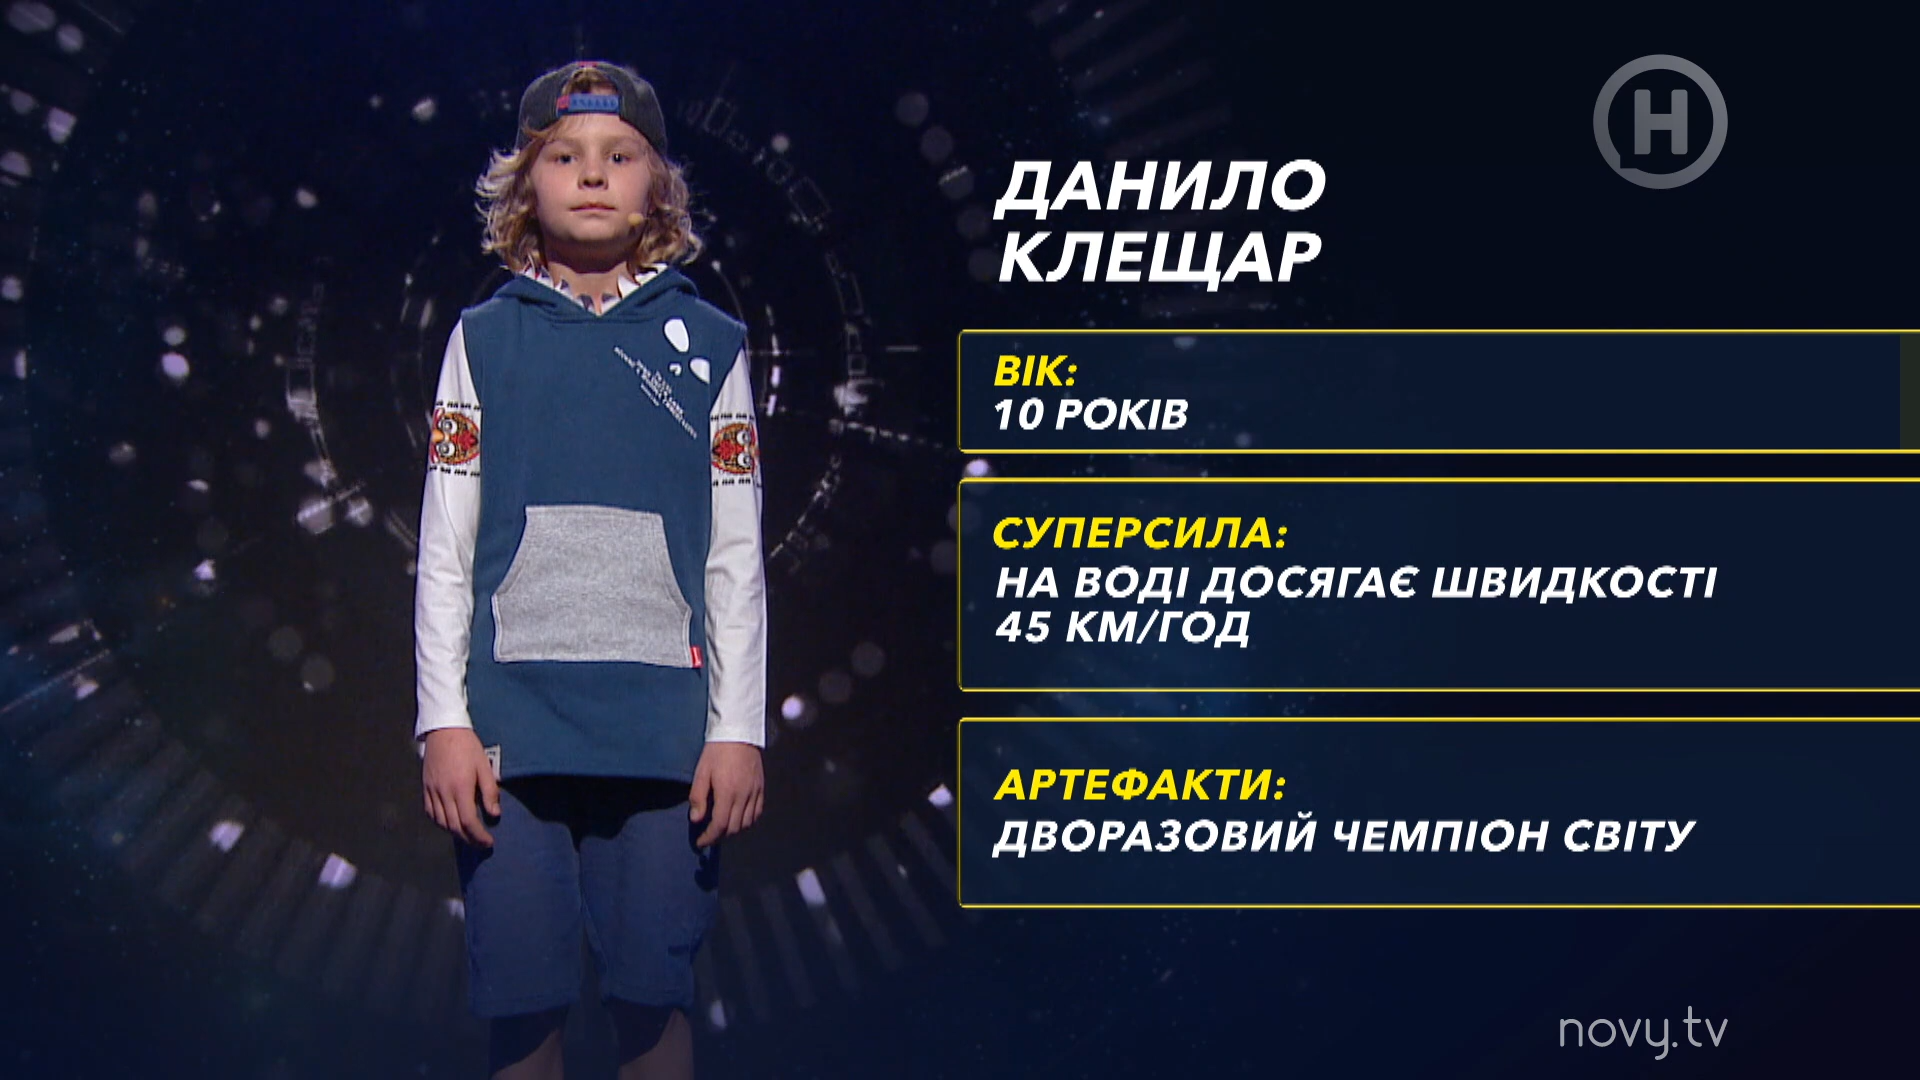 Н
ДАНИЛО
КЛЕЩАР
ВІК:
10 РОКІВ
СУПЕРСИЛА:
НА ВОДІ ДОСЯГАЄ ШВИДКОСТІ
45 КМ/ГОД
АРТЕФАКТИ:
ДВОРАЗОВИЙ ЧЕМПІОН СВІТУ
novy.tv